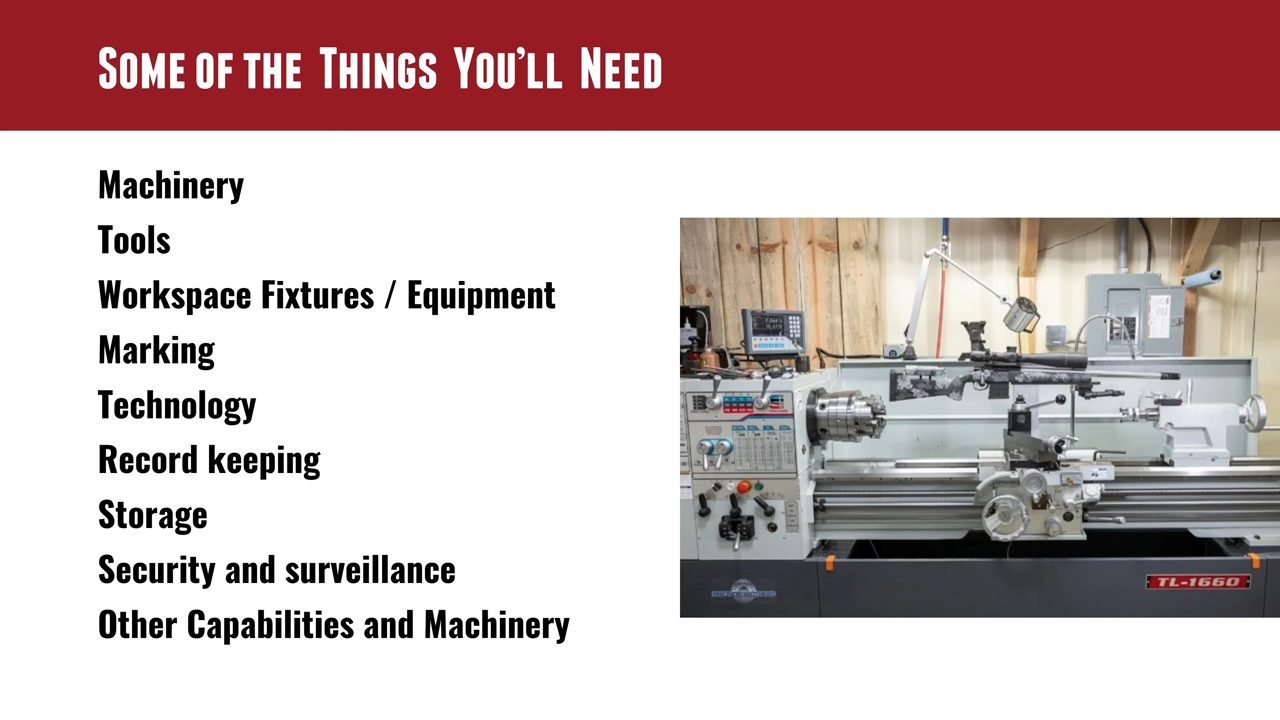 Some of the Things You’ll Need
Machinery
Tools
Workspace Fixtures / Equipment
Marking
Technology
Record keeping
Storage
Security and surveillance
Other Capabilities and Machinery
TL-1660